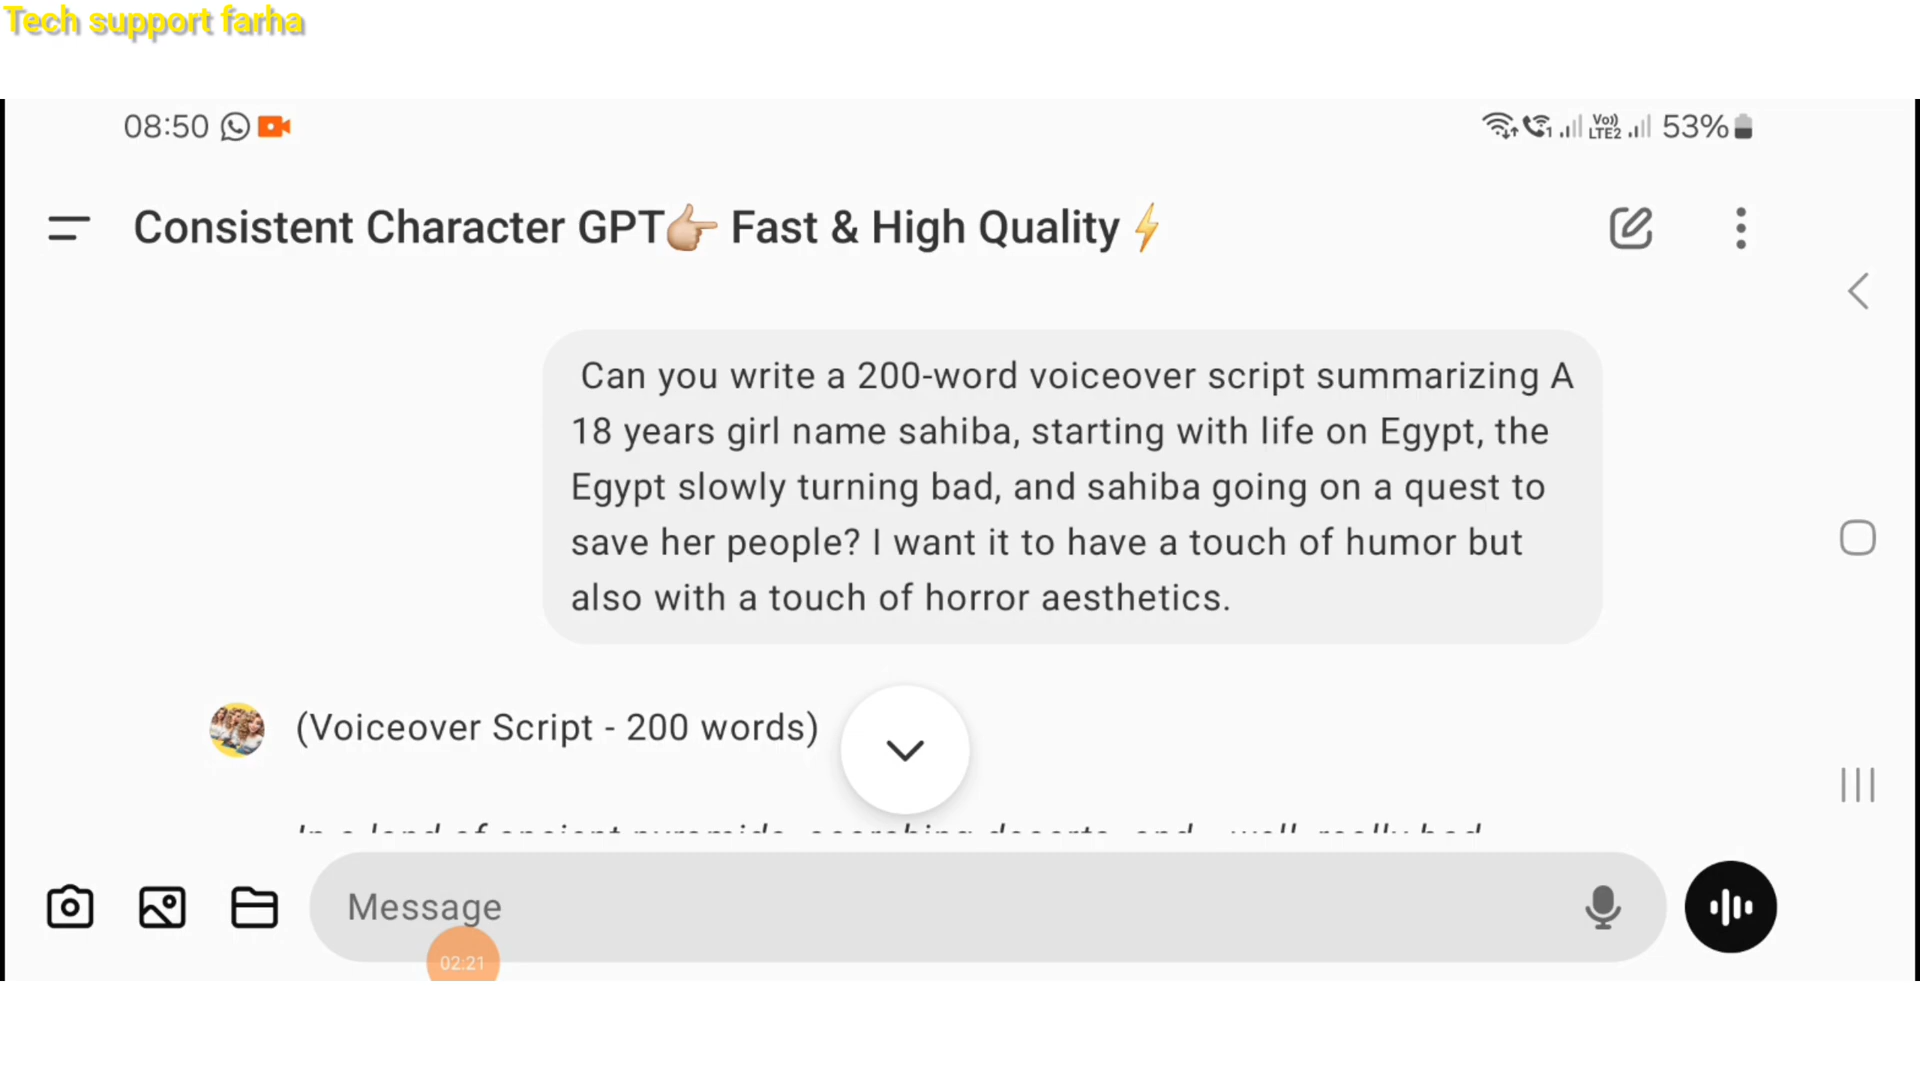 Tech support farha
08:50
Vo)) LTE2 53%
Consistent Character GPT👉🏼 Fast & High Quality⚡
Can you write a 200-word voiceover script summarizing A
18 years girl name sahiba, starting with life on Egypt, the
Egypt slowly turning bad, and sahiba going on a quest to
save her people? I want it to have a touch of humor but
also with a touch of horror aesthetics.
(Voiceover Script - 200 words)
Message
02:21